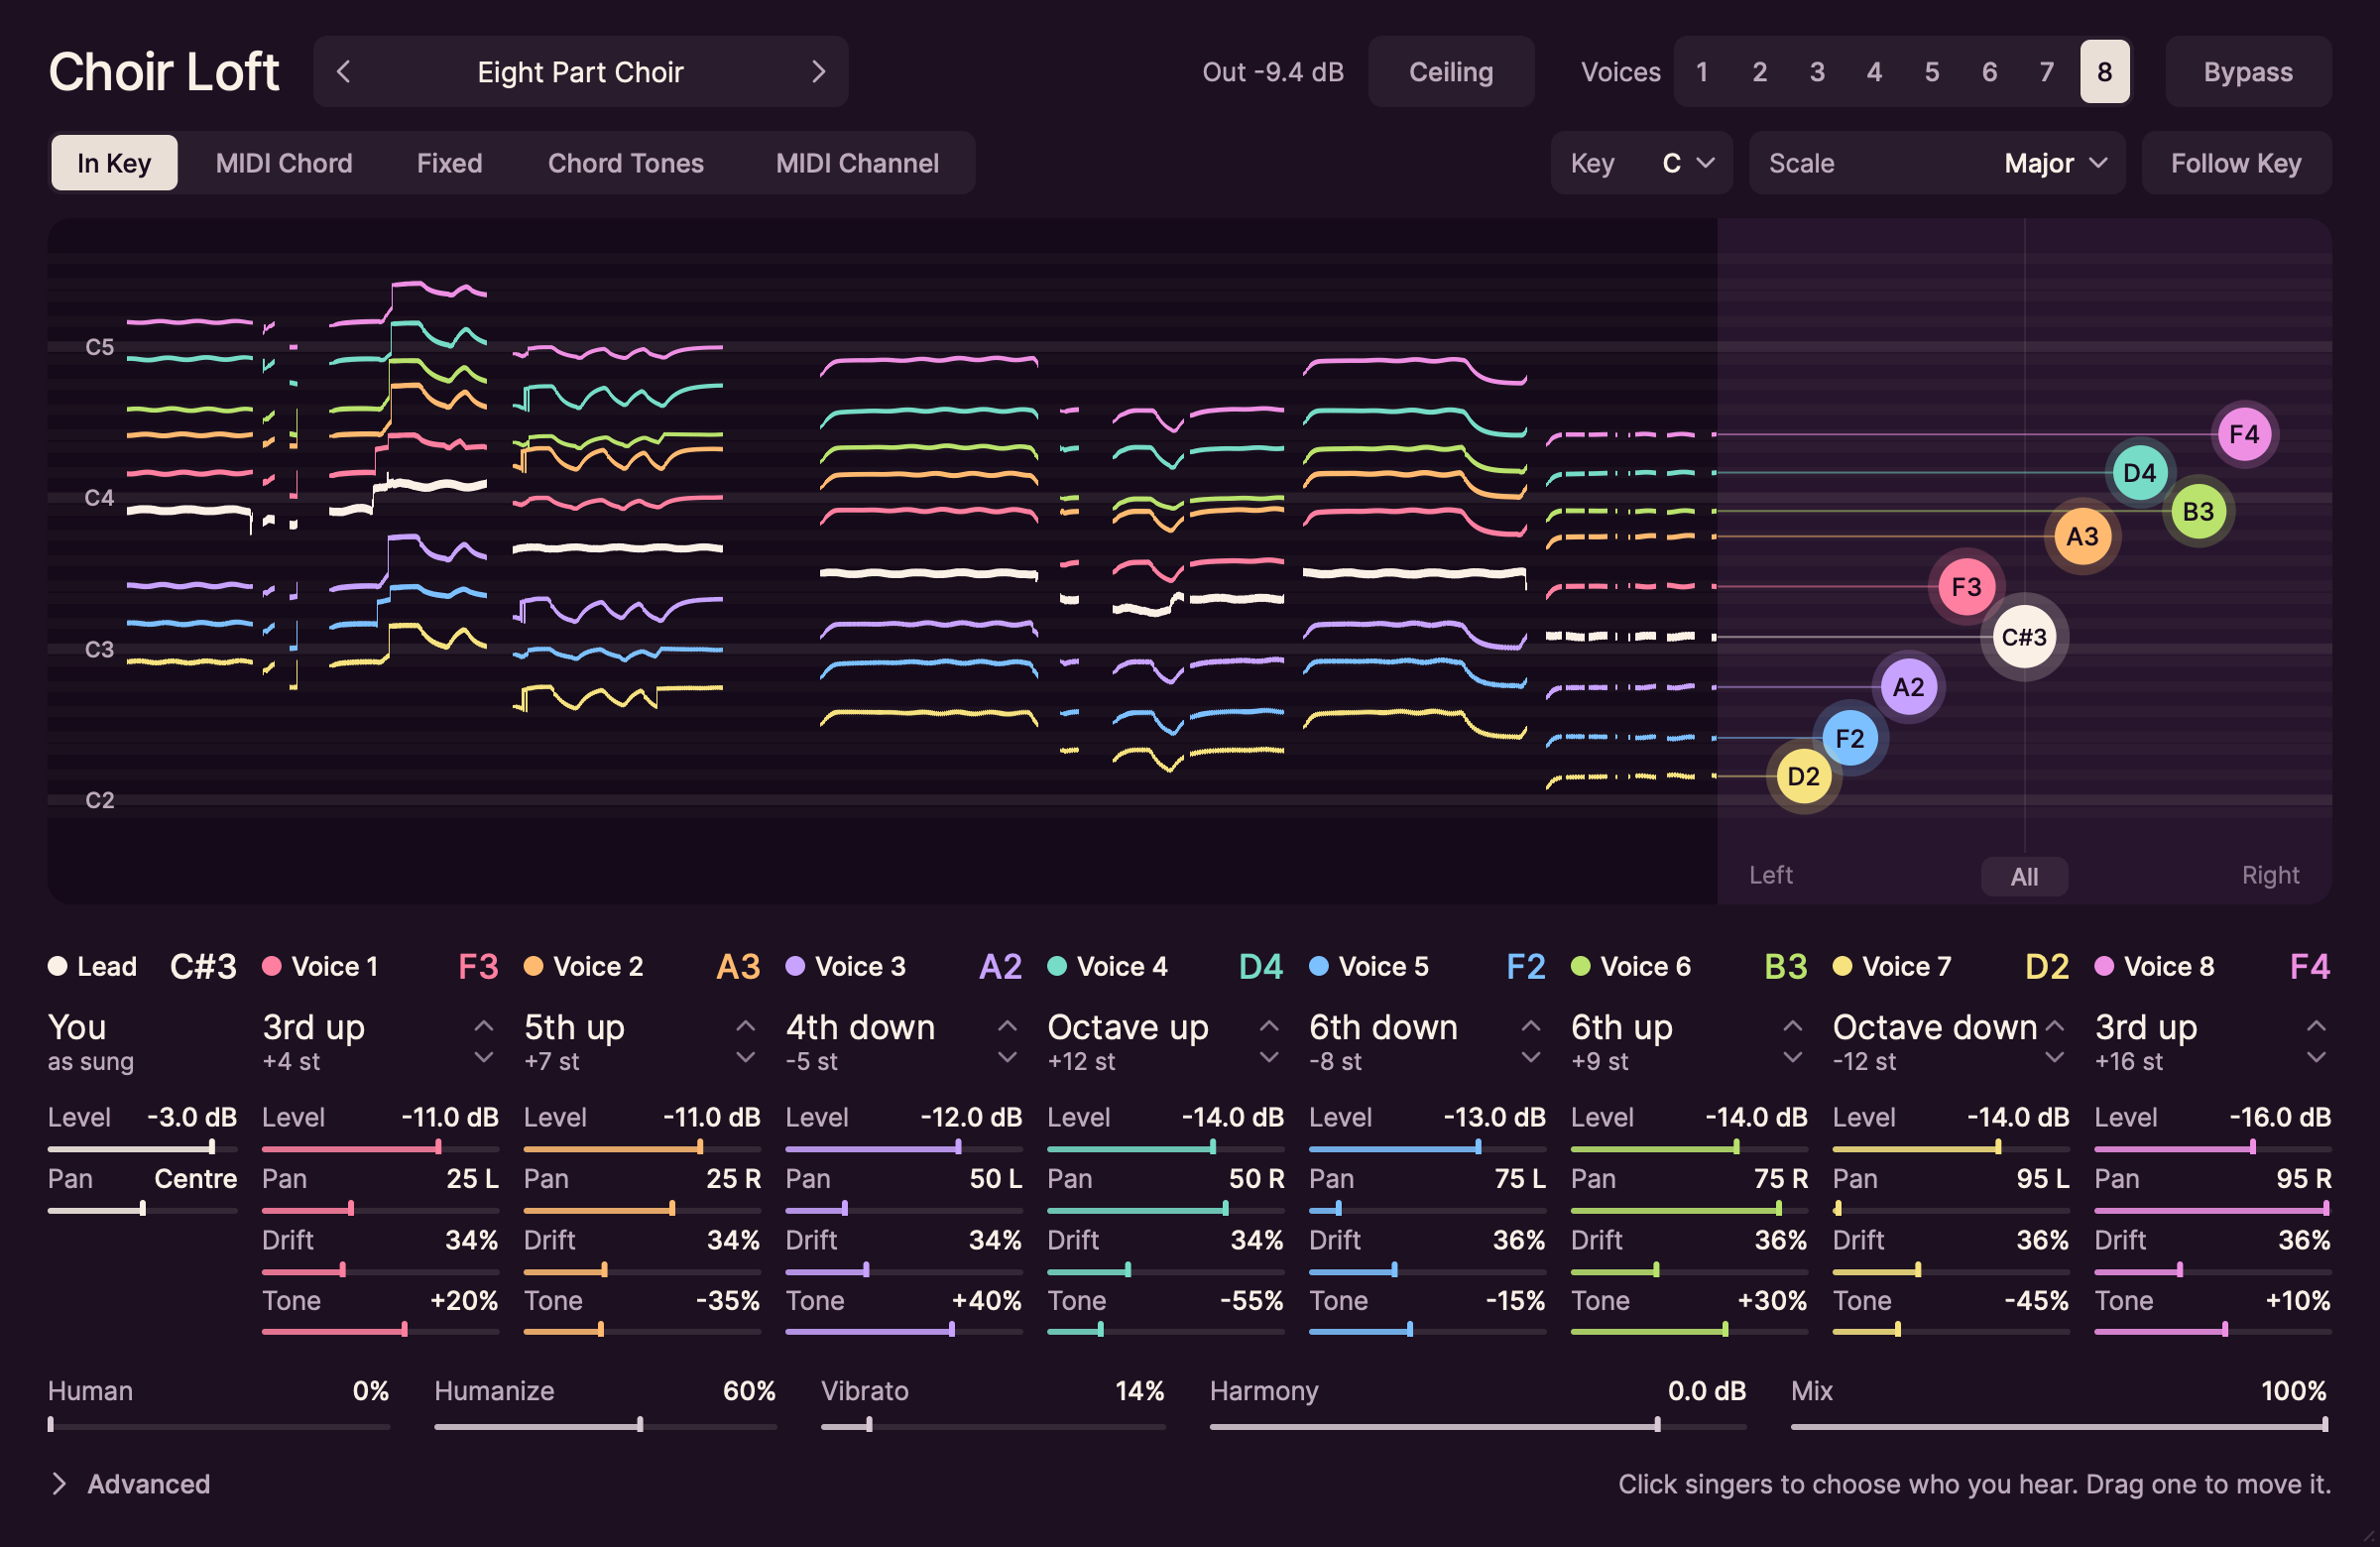 Choir Loft
Eight Part Choir
Out -9.4 dB
Ceiling
Voices 1 2 3 4 5 6 7 8
Bypass
In Key MIDI Chord Fixed Chord Tones MIDI Channel
Key C
Scale Major
Follow Key
C5
C4
C3
C2
F4
D4
B3
A3
F3
C#3
A2
F2
D2
Left All Right
Lead C#3
You
as sung
Level -3.0 dB
Pan Centre
Voice 1 F3
3rd up
+4 st
Level -11.0 dB
Pan 25 L
Drift 34%
Tone +20%
Voice 2 A3
5th up
+7 st
Level -11.0 dB
Pan 25 R
Drift 34%
Tone -35%
Voice 3 A2
4th down
-5 st
Level -12.0 dB
Pan 50 L
Drift 34%
Tone +40%
Voice 4 D4
Octave up
+12 st
Level -14.0 dB
Pan 50 R
Drift 34%
Tone -55%
Voice 5 F2
6th down
-8 st
Level -13.0 dB
Pan 75 L
Drift 36%
Tone -15%
Voice 6 B3
6th up
+9 st
Level -14.0 dB
Pan 75 R
Drift 36%
Tone +30%
Voice 7 D2
Octave down
-12 st
Level -14.0 dB
Pan 95 L
Drift 36%
Tone -45%
Voice 8 F4
3rd up
+16 st
Level -16.0 dB
Pan 95 R
Drift 36%
Tone +10%
Human 0%
Humanize 60%
Vibrato 14%
Harmony 0.0 dB
Mix 100%
Advanced
Click singers to choose who you hear. Drag one to move it.